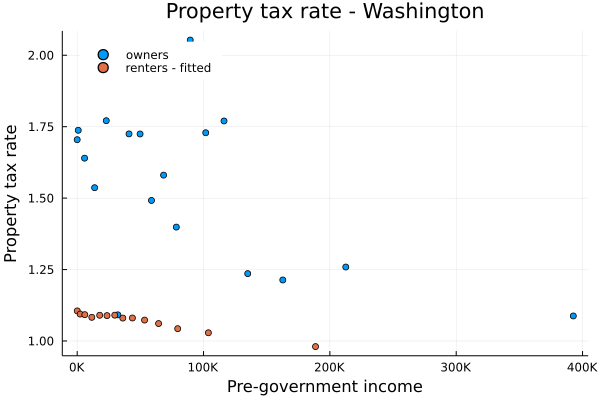 Property tax rate - Washington
owners
renters - fitted
Property tax rate
2.00
1.75
1.50
1.25
1.00
0K
100K
200K
300K
400K
Pre-government income